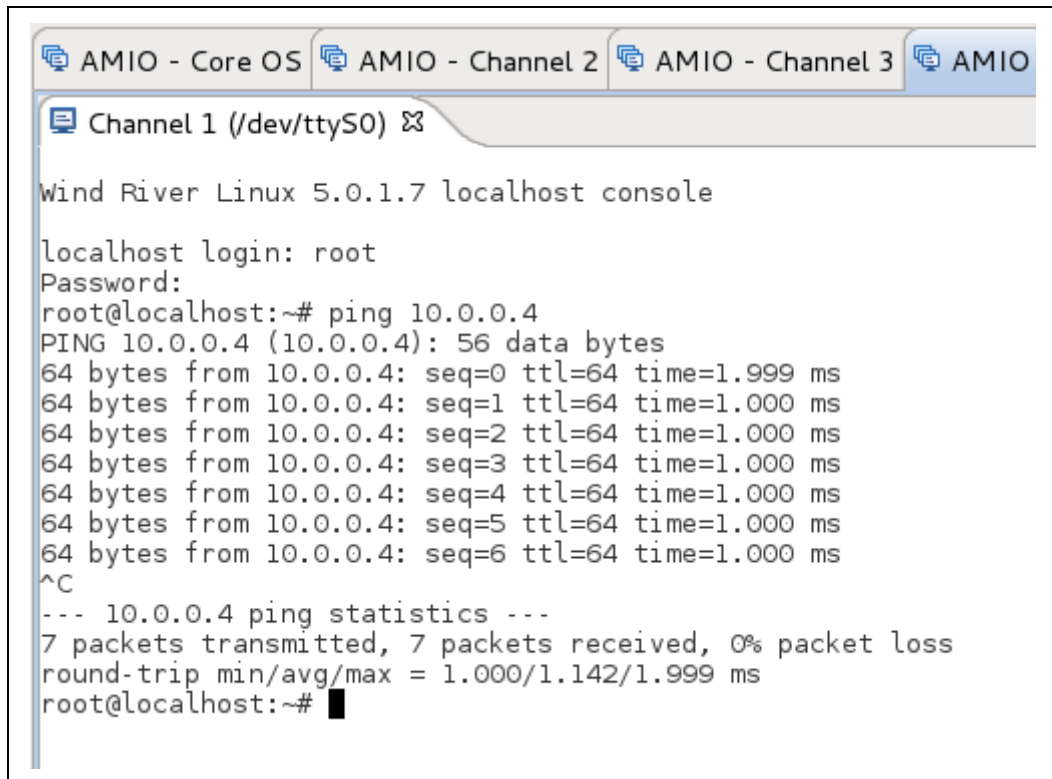 AMIO - Core OS AMIO - Channel 2 AMIO - Channel 3 AMIO
Channel 1 (/dev/ttyS0)
Wind River Linux 5.0.1.7 localhost console
localhost login: root
Password:
root@localhost:~# ping 10.0.0.4
PING 10.0.0.4 (10.0.0.4): 56 data bytes
64 bytes from 10.0.0.4: seq=0 ttl=64 time=1.999 ms
64 bytes from 10.0.0.4: seq=1 ttl=64 time=1.000 ms
64 bytes from 10.0.0.4: seq=2 ttl=64 time=1.000 ms
64 bytes from 10.0.0.4: seq=3 ttl=64 time=1.000 ms
64 bytes from 10.0.0.4: seq=4 ttl=64 time=1.000 ms
64 bytes from 10.0.0.4: seq=5 ttl=64 time=1.000 ms
64 bytes from 10.0.0.4: seq=6 ttl=64 time=1.000 ms
^C
--- 10.0.0.4 ping statistics ---
7 packets transmitted, 7 packets received, 0% packet loss
round-trip min/avg/max = 1.000/1.142/1.999 ms
root@localhost:~#